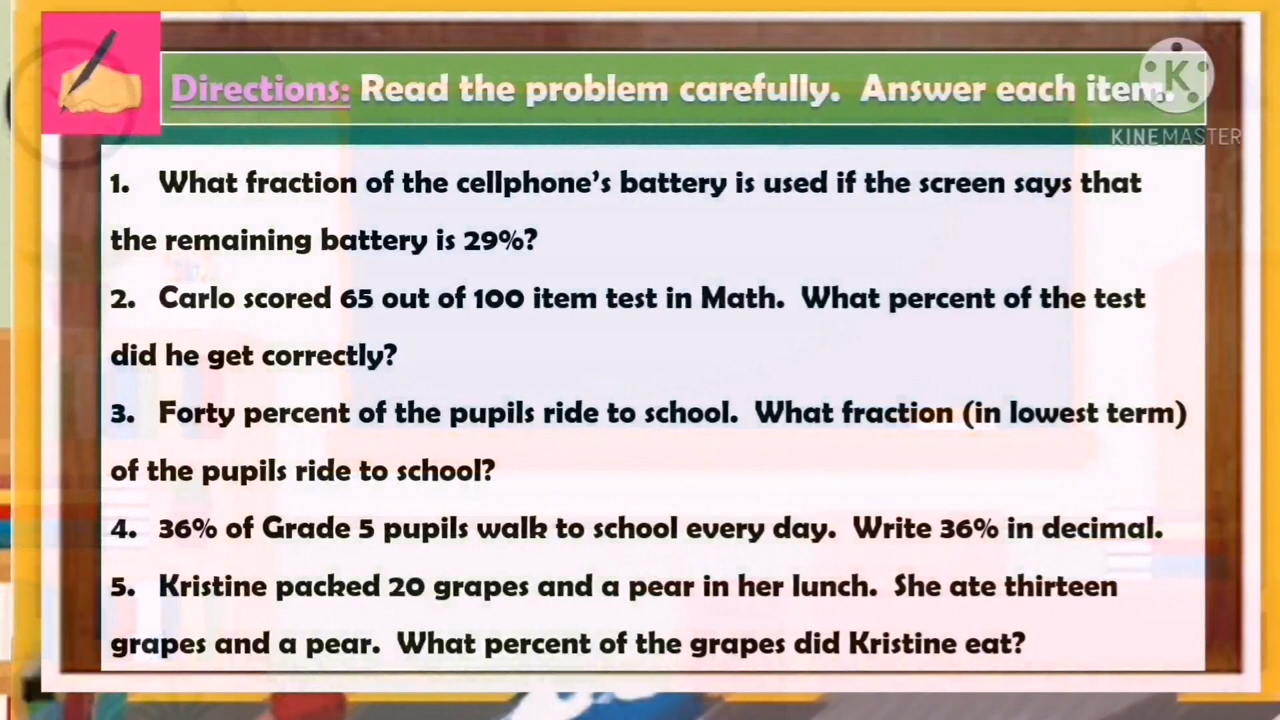 Directions: Read the problem carefully. Answer each item.
K
KINEMASTER
1. What fraction of the cellphone's battery is used if the screen says that
the remaining battery is 29%?
2. Carlo scored 65 out of 100 item test in Math. What percent of the test
did he get correctly?
3. Forty percent of the pupils ride to school. What fraction (in lowest term)
of the pupils ride to school?
4. 36% of Grade 5 pupils walk to school every day. Write 36% in decimal.
5. Kristine packed 20 grapes and a pear in her lunch. She ate thirteen
grapes and a pear. What percent of the grapes did Kristine eat?